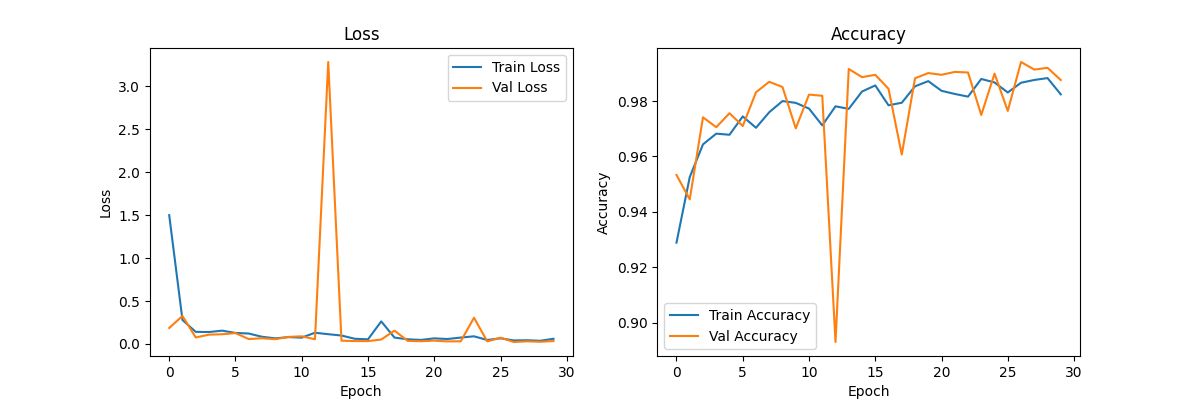 Loss
Train Loss
Val Loss
3.0
2.5
2.0
1.5
1.0
0.5
0.0
Loss
0 5 10 15 20 25 30
Epoch
Accuracy
0.98
0.96
0.94
0.92
0.90
Accuracy
Train Accuracy
Val Accuracy
0 5 10 15 20 25 30
Epoch